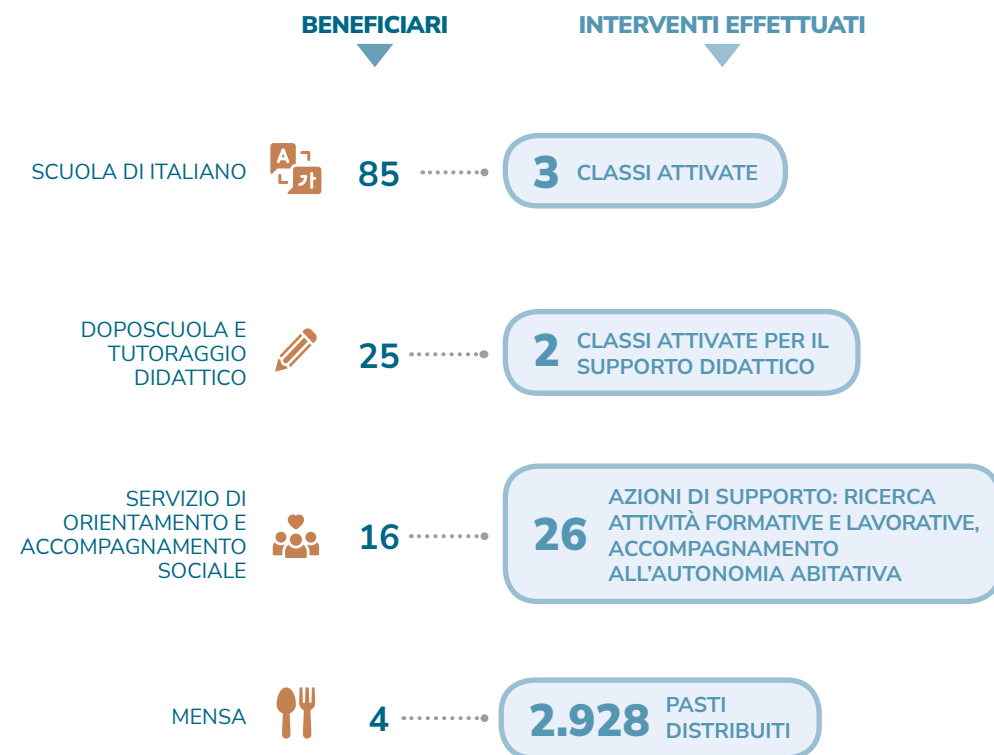 BENEFICIARI
INTERVENTI EFFETTUATI
SCUOLA DI ITALIANO
A
가
85
3 CLASSI ATTIVATE
DOPOSCUOLA E
TUTORAGGIO
DIDATTICO
25
2 CLASSI ATTIVATE PER IL
SUPPORTO DIDATTICO
SERVIZIO DI
ORIENTAMENTO E
ACCOMPAGNAMENTO
SOCIALE
16
26
AZIONI DI SUPPORTO: RICERCA
ATTIVITÀ FORMATIVE E LAVORATIVE,
ACCOMPAGNAMENTO
ALL'AUTONOMIA ABITATIVA
MENSA
4
2.928 PASTI
DISTRIBUITI